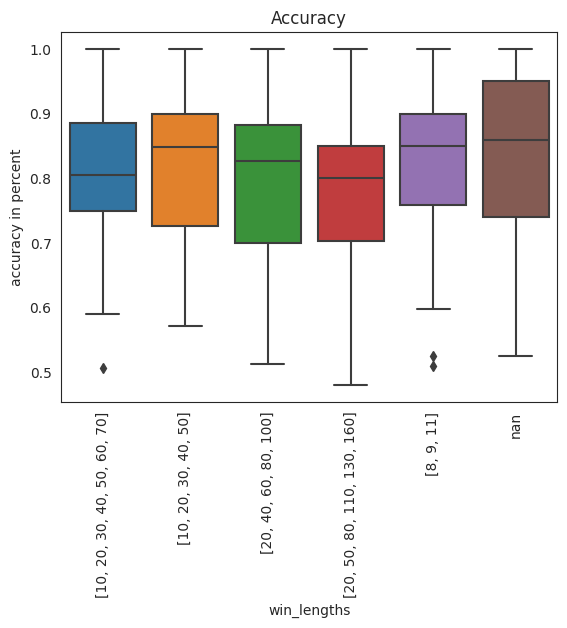 Accuracy
1.0
0.9
0.8
0.7
0.6
0.5
accuracy in percent
[10, 20, 30, 40, 50, 60, 70]
[10, 20, 30, 40, 50]
[20, 40, 60, 80, 100]
[20, 50, 80, 110, 130, 160]
[8, 9, 11]
nan
win_lengths